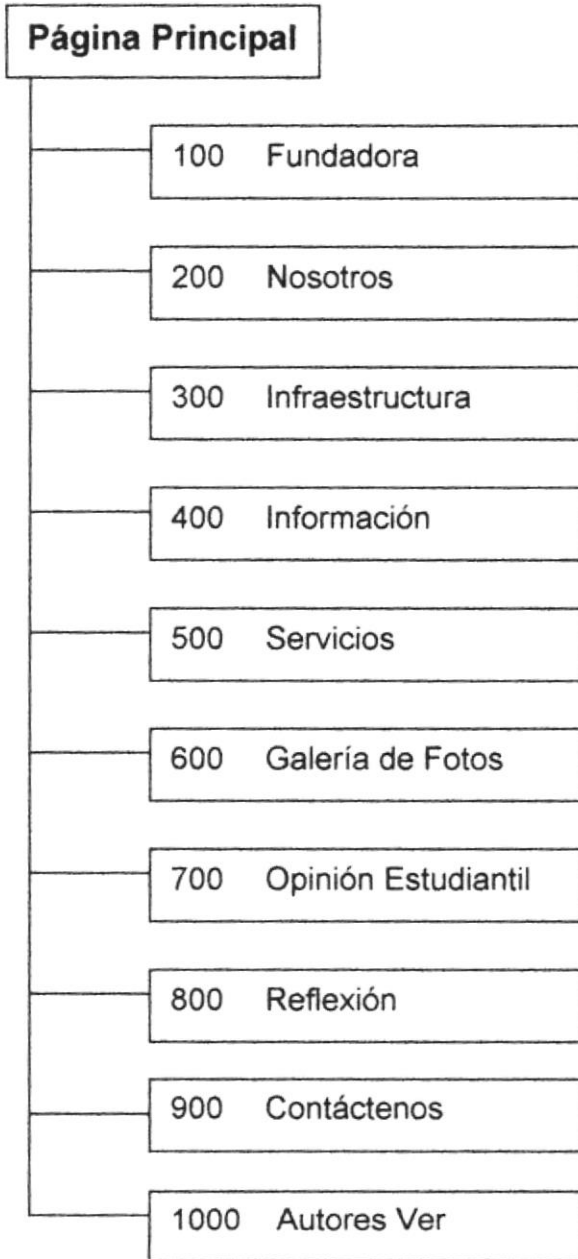 Página Principal
100 Fundadora
200 Nosotros
300 Infraestructura
400 Información
500 Servicios
600 Galería de Fotos
700 Opinión Estudiantil
800 Reflexión
900 Contáctenos
1000 Autores Ver